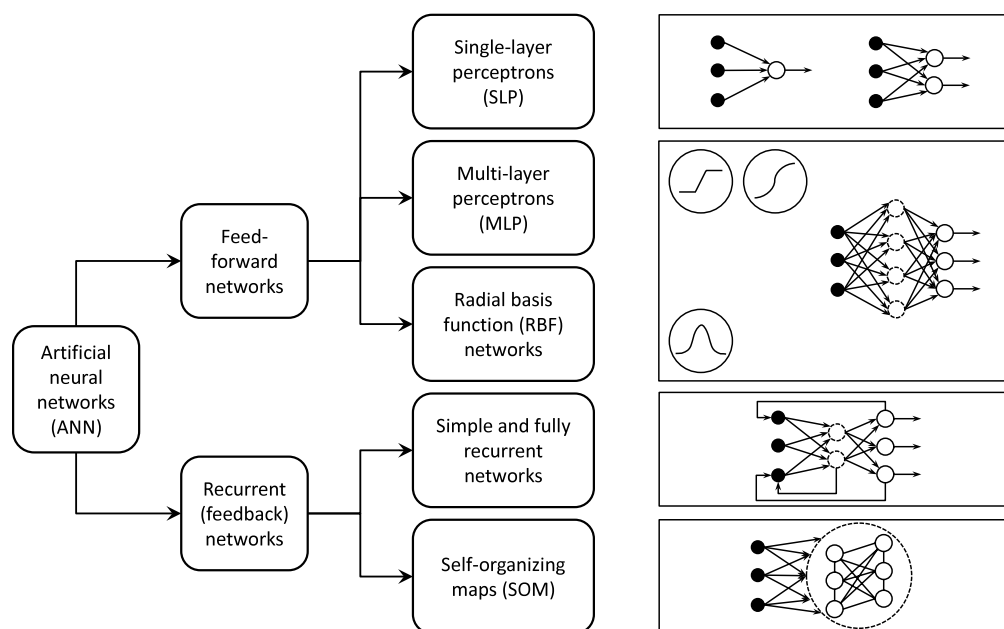 Artificial
neural
networks
(ANN)
Feed-
forward
networks
Single-layer
perceptrons
(SLP)
Multi-layer
perceptrons
(MLP)
Radial basis
function (RBF)
networks
Recurrent
(feedback)
networks
Simple and fully
recurrent
networks
Self-organizing
maps (SOM)